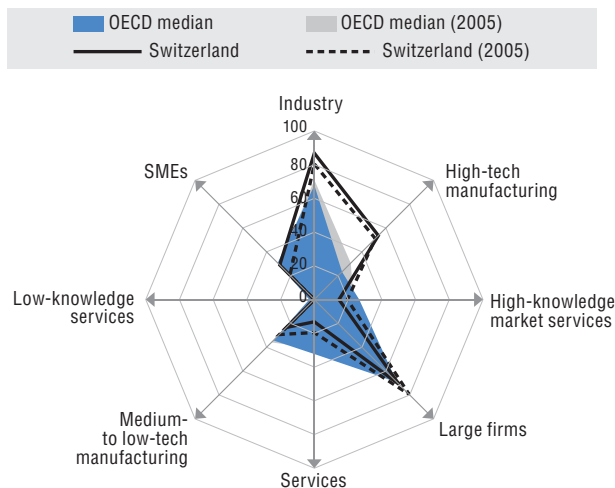 OECD median
OECD median (2005)
Switzerland
Switzerland (2005)
Industry
100
80
60
40
20
0
High-tech
manufacturing
High-knowledge
market services
Large firms
Services
Medium-
to low-tech
manufacturing
Low-knowledge
services
SMEs